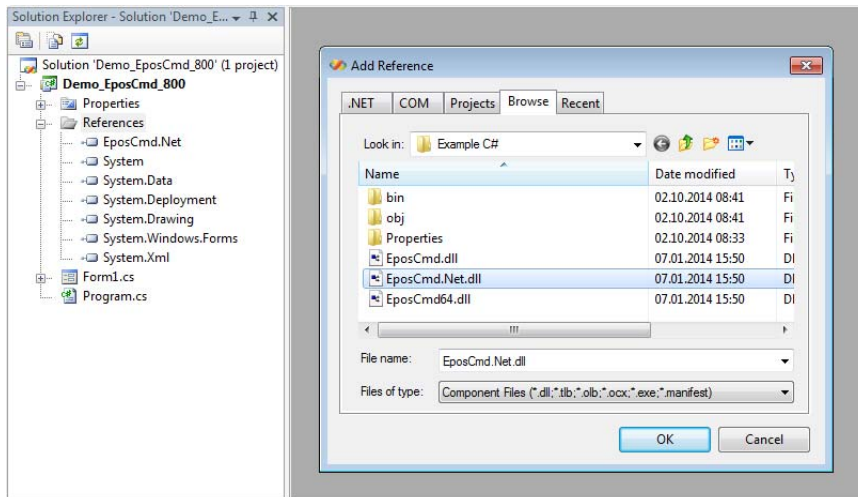 Solution Explorer - Solution 'Demo_E...
Solution 'Demo_EposCmd_800' (1 project)
Demo_EposCmd_800
Properties
References
EposCmd.Net
System
System.Data
System.Deployment
System.Drawing
System.Windows.Forms
System.Xml
Form1.cs
Program.cs
Add Reference
.NET COM Projects Browse Recent
Look in: Example C#
Name Date modified Ty
bin 02.10.2014 08:41 Fi
obj 02.10.2014 08:41 Fi
Properties 02.10.2014 08:33 Fi
EposCmd.dll 07.01.2014 15:50 Dl
EposCmd.Net.dll 07.01.2014 15:50 Dl
EposCmd64.dll 07.01.2014 15:50 Dl
File name: EposCmd.Net.dll
Files of type: Component Files (*.dll;*.tlb;*.olb;*.ocx;*.exe;*.manifest)
OK Cancel